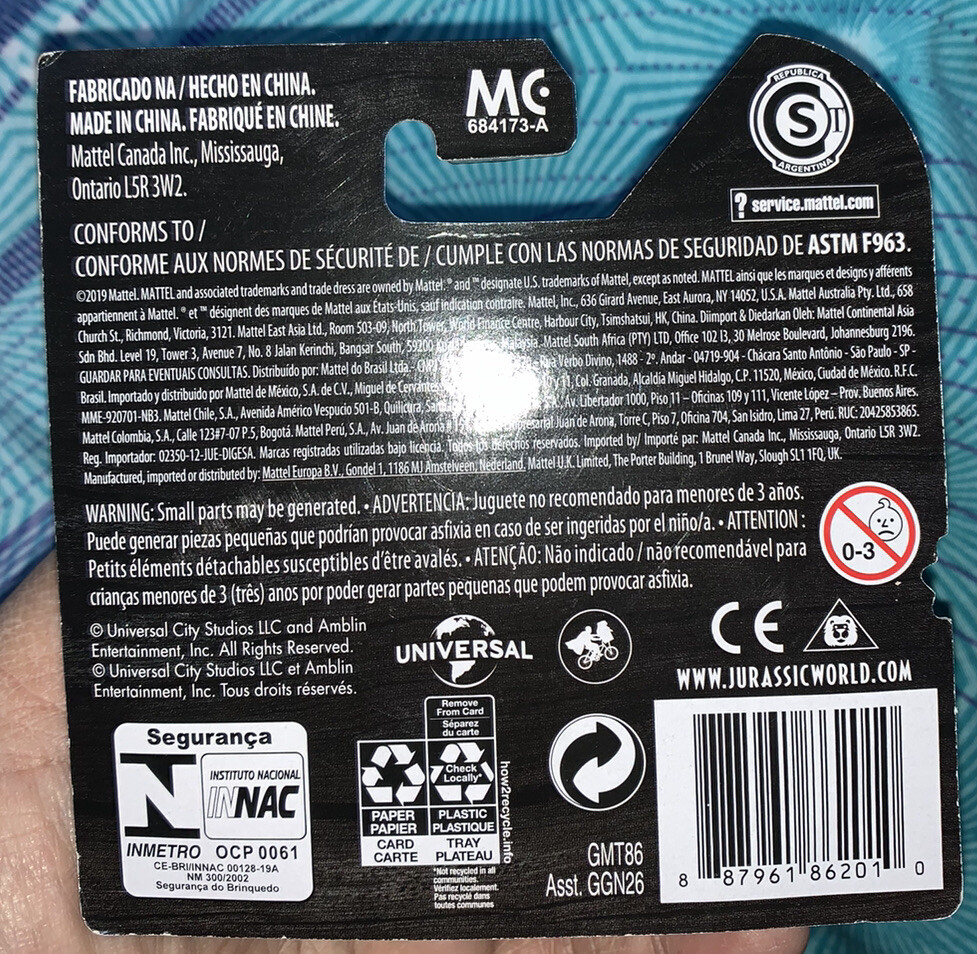 FABRICADO NA / HECHO EN CHINA.
MADE IN CHINA. FABRIQUÉ EN CHINE.
Mattel Canada Inc., Mississauga,
Ontario L5R 3W2.
MC
684173-A
REPUBLICA
S II
ARGENTINA
? service.mattel.com
CONFORMS TO /
CONFORME AUX NORMES DE SÉCURITÉ DE / CUMPLE CON LAS NORMAS DE SEGURIDAD DE ASTM F963.
©2019 Mattel. MATTEL and associated trademarks and trade dress are owned by Mattel. ® and ™ designate U.S. trademarks of Mattel, except as noted. MATTEL ainsi que les marques et designs y afférents
appartiennent à Mattel. ® et ™ désignent des marques de Mattel aux États-Unis, sauf indication contraire. Mattel, Inc., 636 Girard Avenue, East Aurora, NY 14052, U.S.A. Mattel Australia Pty. Ltd., 658
Church St., Richmond, Victoria, 3121. Mattel East Asia Ltd., Room 503-09, North Tower, World Finance Centre, Harbour City, Tsimshatsui, HK, China. Diimport & Diedarkan Oleh: Mattel Continental Asia
Sdn Bhd. Level 19, Tower 3, Avenue 7, No. 8 Jalan Kerinchi, Bangsar South, 59200 Malaysia. Mattel South Africa (PTY) LTD, Office 102 I3, 30 Melrose Boulevard, Johannesburg 2196.
GUARDAR PARA EVENTUAIS CONSULTAS. Distribuído por: Mattel do Brasil Ltda.- Rua Verbo Divino, 1488 - 2º. Andar - 04719-904 - Chácara Santo Antônio - São Paulo - SP -
Brasil. Importado y distribuido por Mattel de México, S.A. de C.V., Miguel de Cervantes 11, Col. Granada, Alcaldía Miguel Hidalgo, C.P. 11520, México, Ciudad de México. R.F.C.
MME-920701-NB3. Mattel Chile, S.A., Avenida Américo Vespucio 501-B, Quilicura, Av. Libertador 1000, Piso 11 – Oficinas 109 y 111, Vicente López – Prov. Buenos Aires.
Mattel Colombia, S.A., Calle 123#7-07 P.5, Bogotá. Mattel Perú, S.A., Av. Juan de Arona Juan de Arona, Torre C, Piso 7, Oficina 704, San Isidro, Lima 27, Perú. RUC: 20425853865.
Reg. Importador: 02350-12-JUE-DIGESA. Marcas registradas utilizadas bajo licencia. Todos los derechos reservados. Imported by/ Importé par: Mattel Canada Inc., Mississauga, Ontario L5R 3W2.
Manufactured, imported or distributed by: Mattel Europa B.V., Gondel 1, 1186 MJ Amstelveen, Nederland. Mattel U.K. Limited, The Porter Building, 1 Brunel Way, Slough SL1 1FQ, UK.
WARNING: Small parts may be generated. • ADVERTENCIA: Juguete no recomendado para menores de 3 años.
Puede generar piezas pequeñas que podrían provocar asfixia en caso de ser ingeridas por el niño/a. • ATTENTION :
Petits éléments détachables susceptibles d'être avalés. • ATENÇÃO: Não indicado / não recomendável para
crianças menores de 3 (três) anos por poder gerar partes pequenas que podem provocar asfixia.
0-3
© Universal City Studios LLC and Amblin
Entertainment, Inc. All Rights Reserved.
© Universal City Studios LLC et Amblin
Entertainment, Inc. Tous droits réservés.
UNIVERSAL
CE
WWW.JURASSICWORLD.COM
Segurança
INSTITUTO NACIONAL
INNAC
INMETRO OCP 0061
CE-BRI/INNAC 00128-19A
NM 300/2002
Segurança do Brinquedo
Remove
From Card
Séparez
du carte
Check
Locally*
PAPER
PAPIER
PLASTIC
PLASTIQUE
CARD
CARTE
TRAY
PLATEAU
*Not recycled in all
communities.
Vérifiez localement.
Pas recyclé dans
toutes communes
how2recycle.info
GMT86
Asst. GGN26
8 87961 86201 0